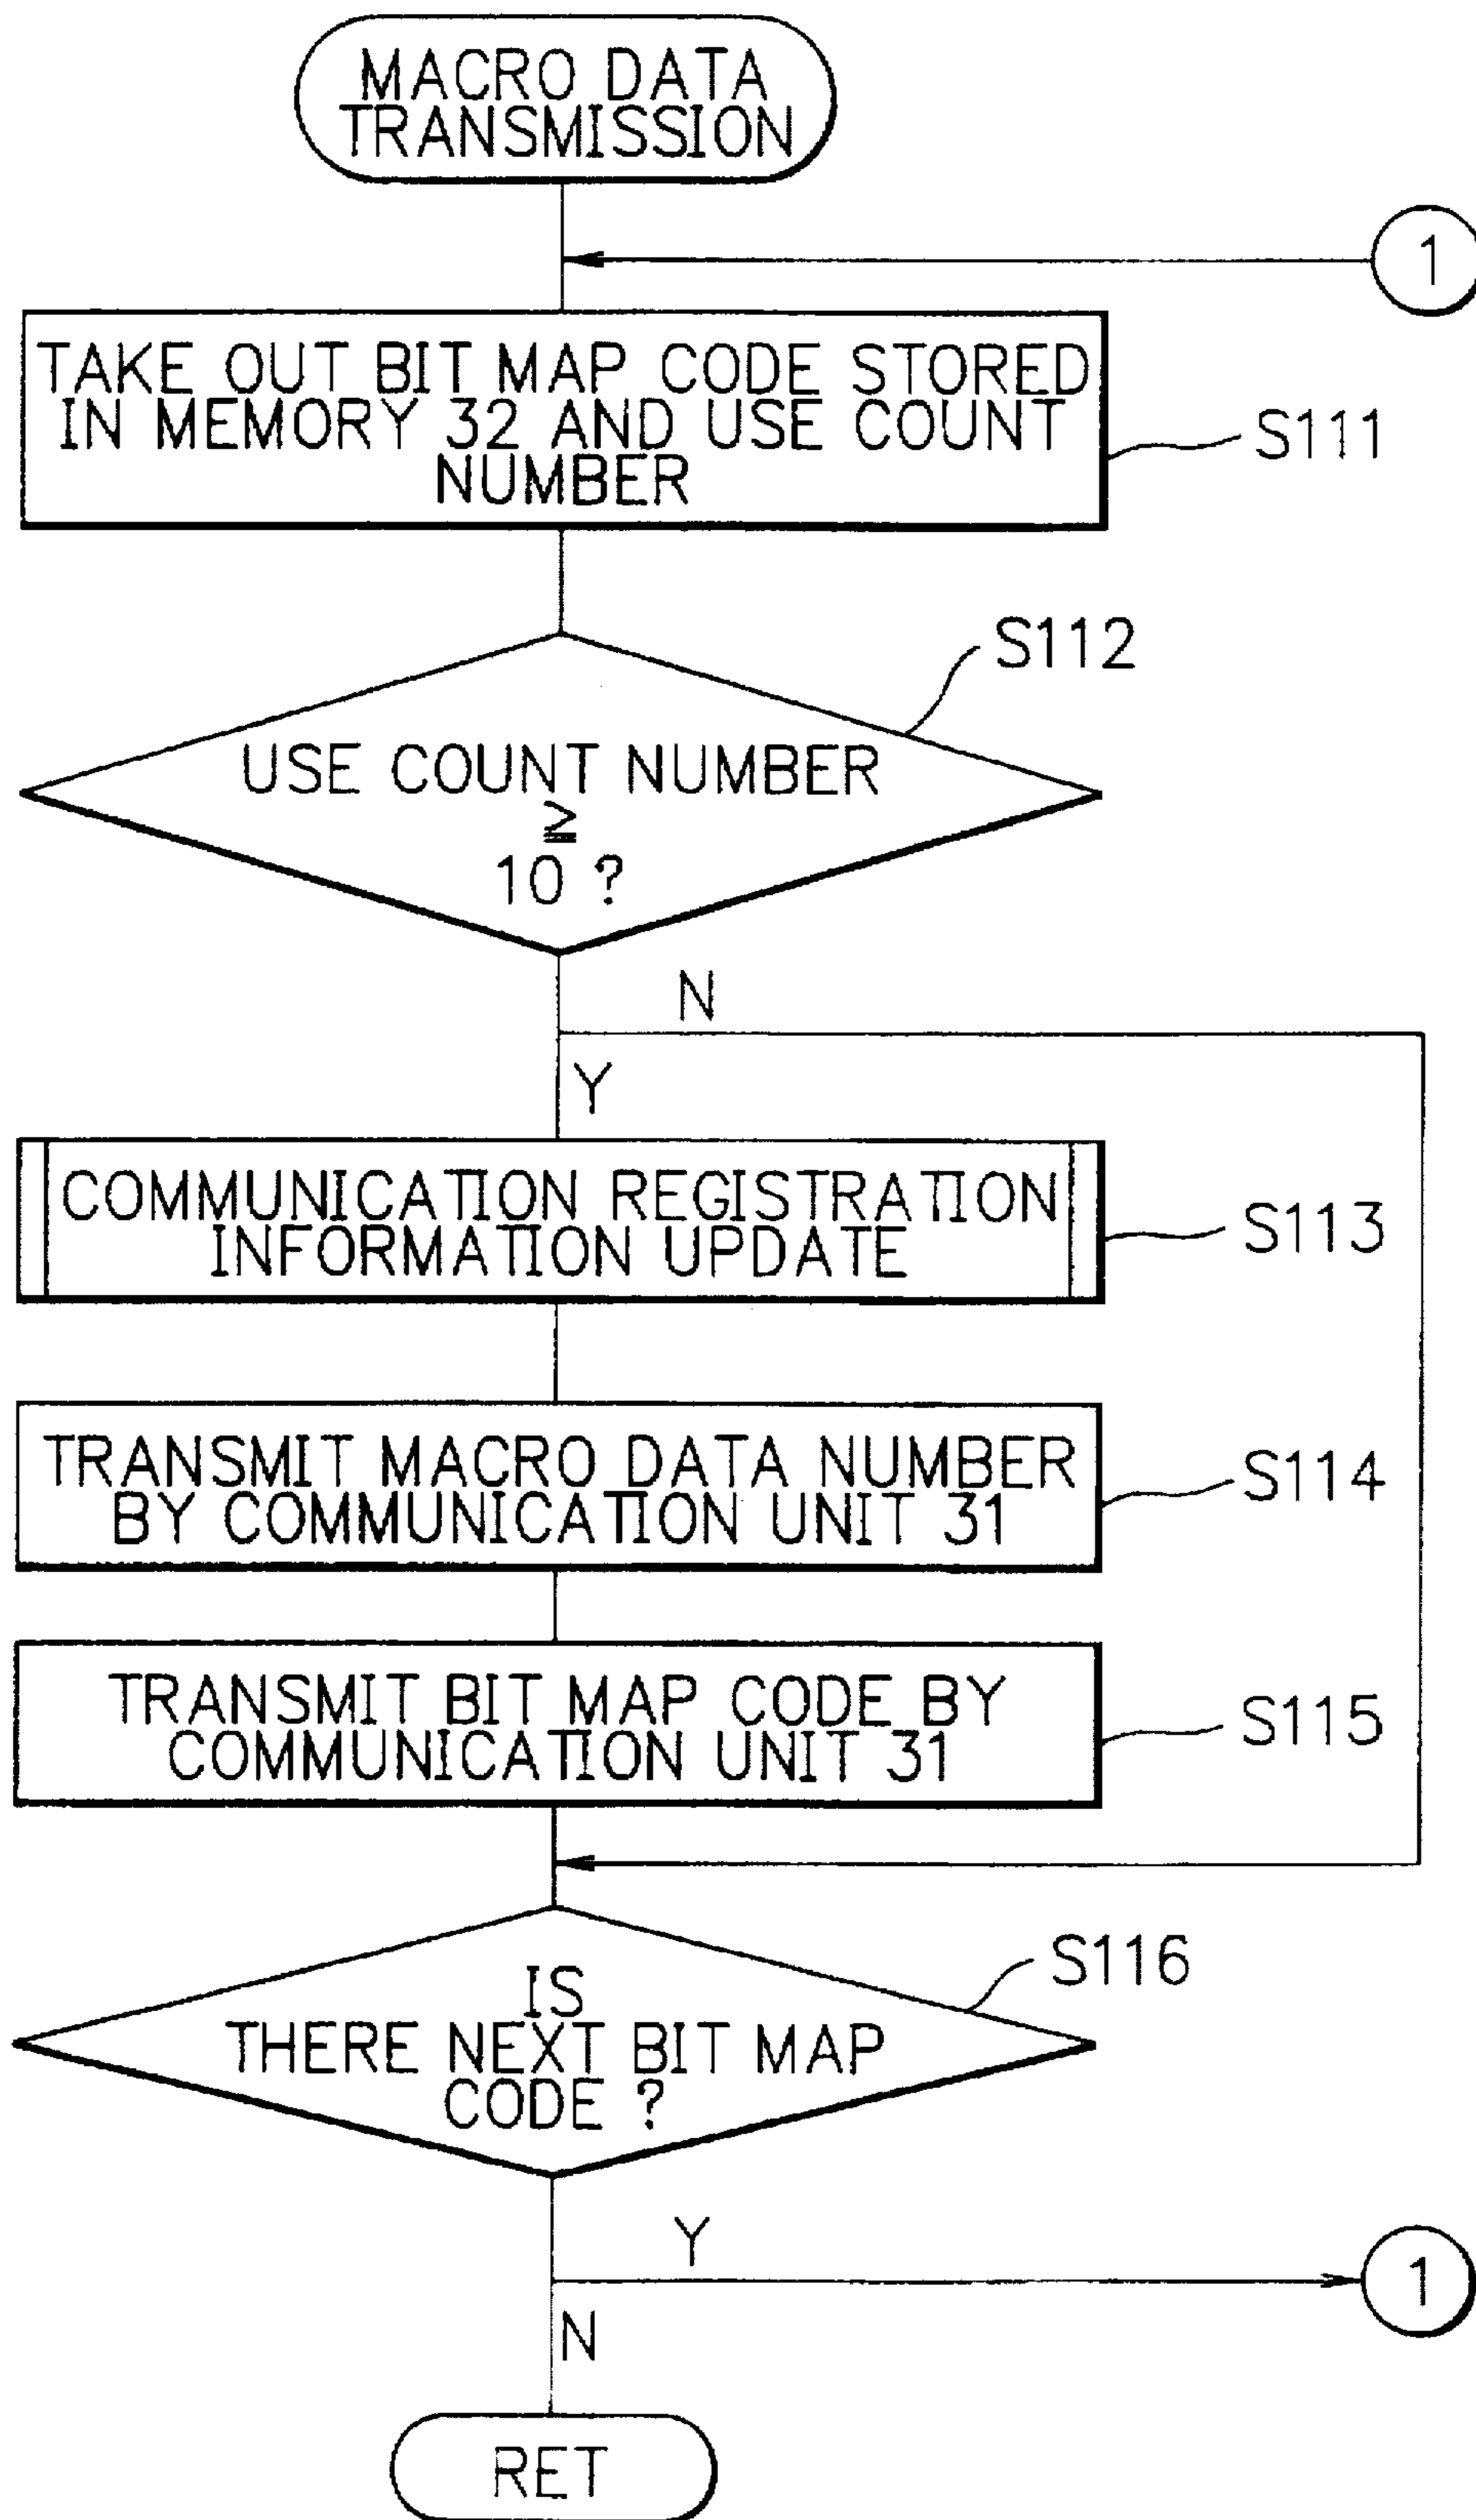 MACRO DATA
TRANSMISSION
1
TAKE OUT BIT MAP CODE STORED
IN MEMORY 32 AND USE COUNT
NUMBER
S111
S112
USE COUNT NUMBER
≧
10 ?
N
Y
COMMUNICATION REGISTRATION
INFORMATION UPDATE
S113
TRANSMIT MACRO DATA NUMBER
BY COMMUNICATION UNIT 31
S114
TRANSMIT BIT MAP CODE BY
COMMUNICATION UNIT 31
S115
S116
IS
THERE NEXT BIT MAP
CODE ?
Y
1
N
RET